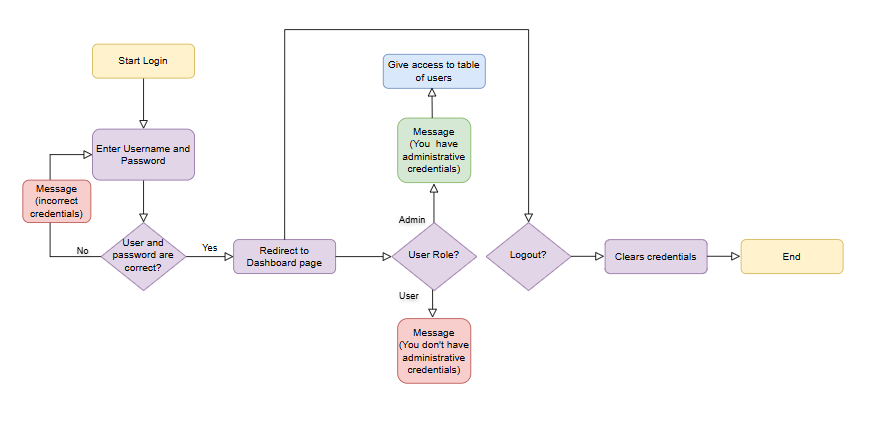 Start Login
Give access to table
of users
Enter Username and
Password
Message
(You have
administrative
credentials)
Message
(incorrect
credentials)
Admin
No
User and
password are
correct?
Yes
Redirect to
Dashboard page
User Role?
Logout?
Clears credentials
End
User
Message
(You don't have
administrative
credentials)